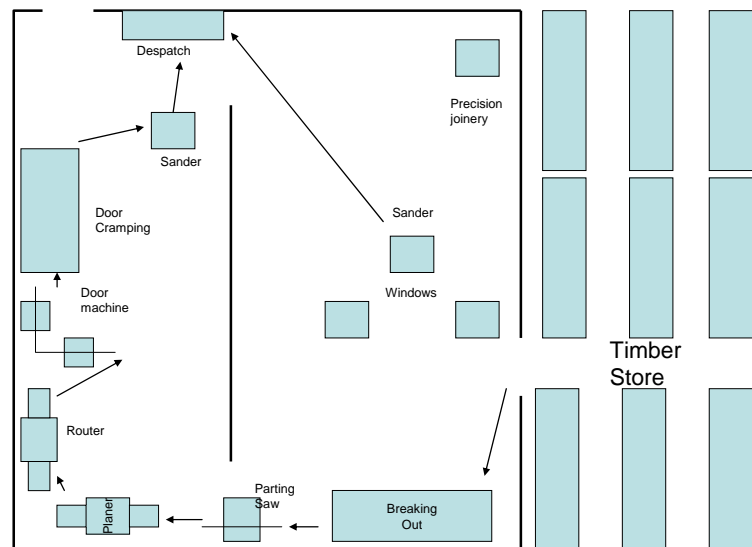 Despatch
Precision
joinery
Sander
Door
Cramping
Sander
Windows
Door
machine
Timber
Store
Router
Parting
Saw
Planer
Breaking
Out